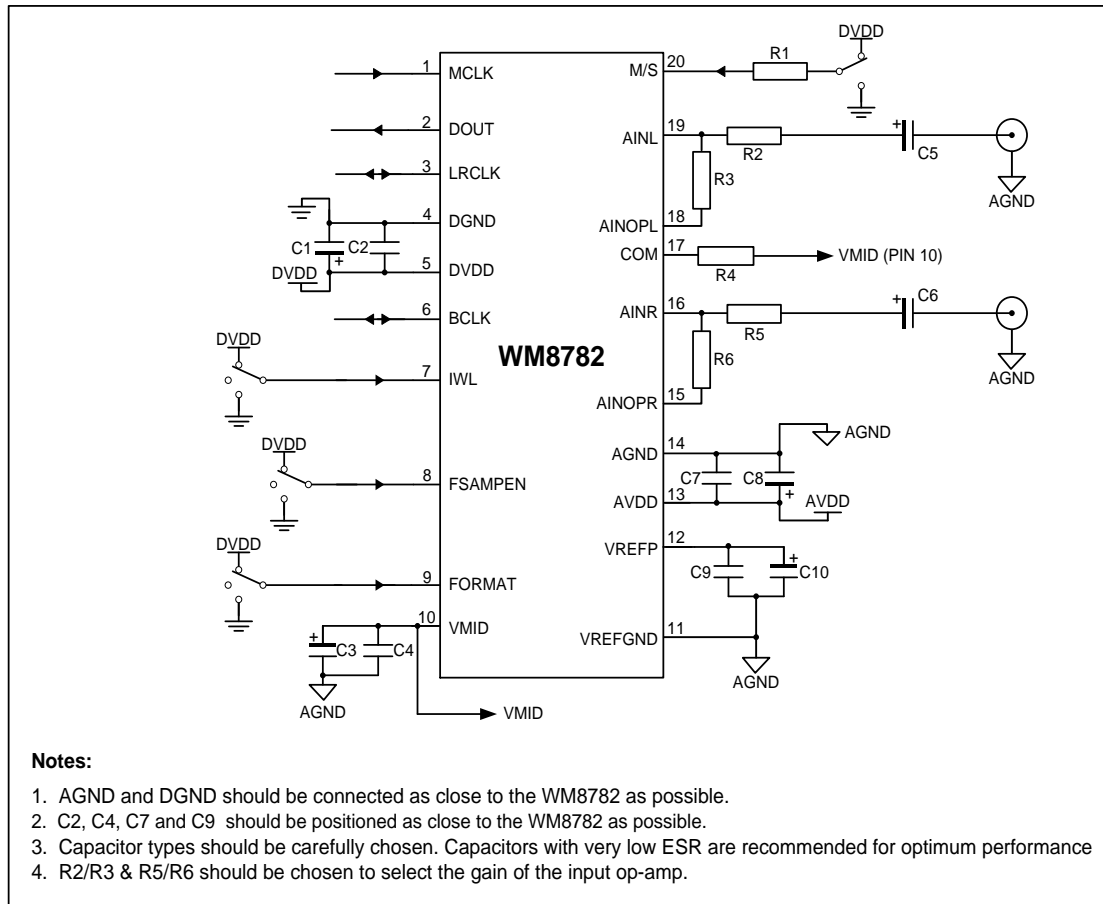 DVDD
R1
1 MCLK
M/S 20
2 DOUT
AINL 19
R2
+
C5
3 LRCLK
R3
AGND
4 DGND
AINOPL 18
C1
C2
+
COM 17
R4
VMID (PIN 10)
DVDD
5 DVDD
6 BCLK
AINR 16
R5
+
C6
WM8782
R6
DVDD
AGND
7 IWL
AINOPR 15
DVDD
AGND 14
AGND
8 FSAMPEN
C7
C8
+
AVDD 13
AVDD
DVDD
VREFP 12
+
C9
C10
9 FORMAT
10 VMID
VREFGND 11
+
C3
C4
AGND
AGND
VMID
Notes:
1. AGND and DGND should be connected as close to the WM8782 as possible.
2. C2, C4, C7 and C9 should be positioned as close to the WM8782 as possible.
3. Capacitor types should be carefully chosen. Capacitors with very low ESR are recommended for optimum performance
4. R2/R3 & R5/R6 should be chosen to select the gain of the input op-amp.